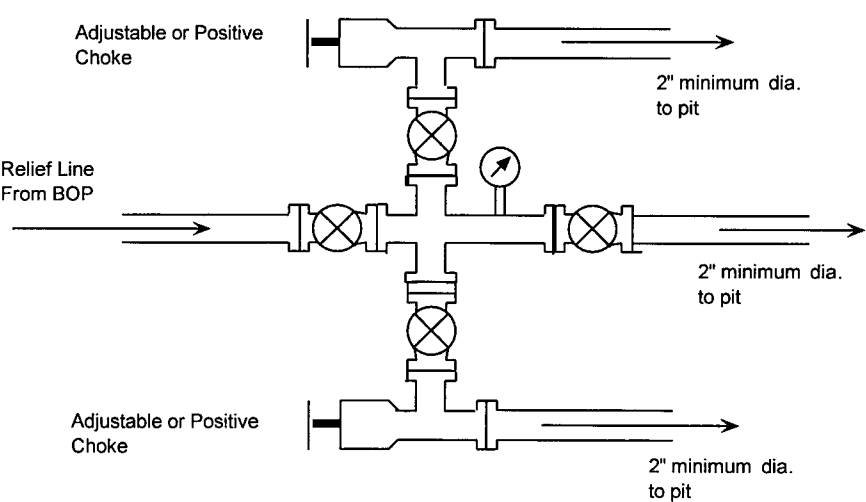 Adjustable or Positive
Choke
2" minimum dia.
to pit
Relief Line
From BOP
2" minimum dia.
to pit
Adjustable or Positive
Choke
2" minimum dia.
to pit